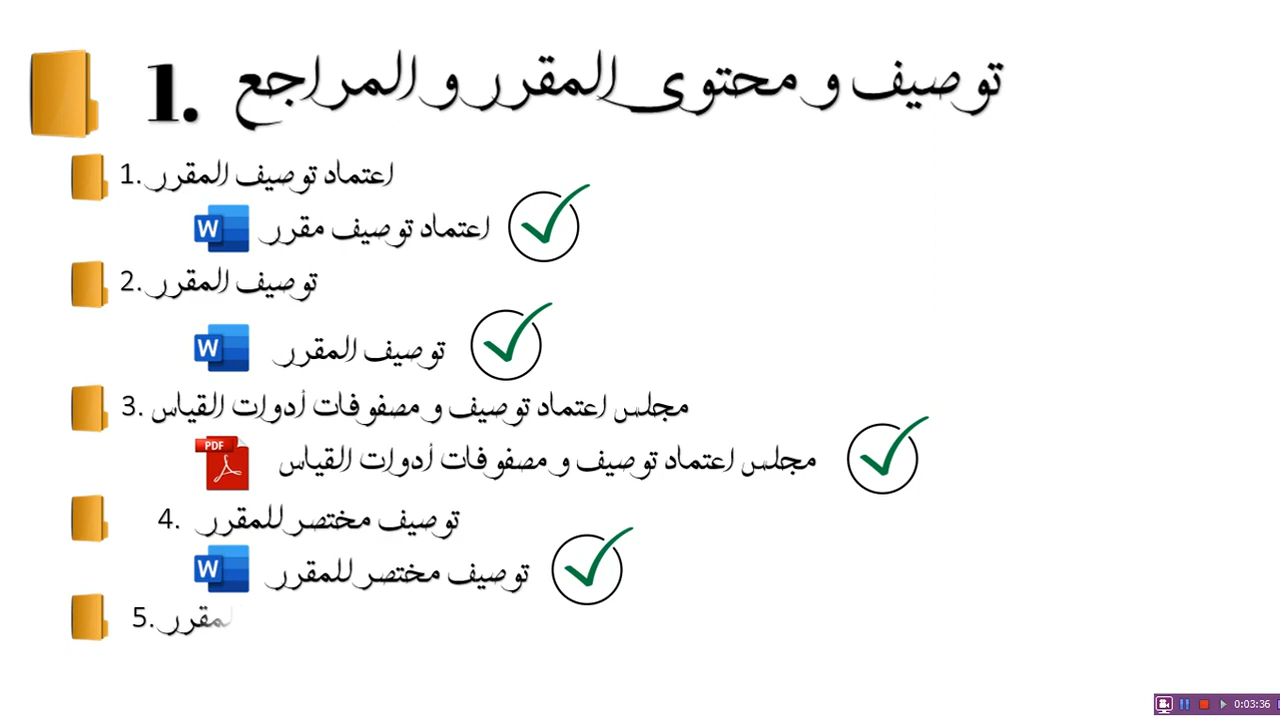 1. توصيف و محتوى المقرر و المراجع
1. اعتماد توصيف المقرر
W اعتماد توصيف مقرر
2. توصيف المقرر
W توصيف المقرر
3. مجلس اعتماد توصيف و مصفوفات أدوات القياس
PDF مجلس اعتماد توصيف و مصفوفات أدوات القياس
4. توصيف مختصر للمقرر
W توصيف مختصر للمقرر
5. لمقرر
0:03:36